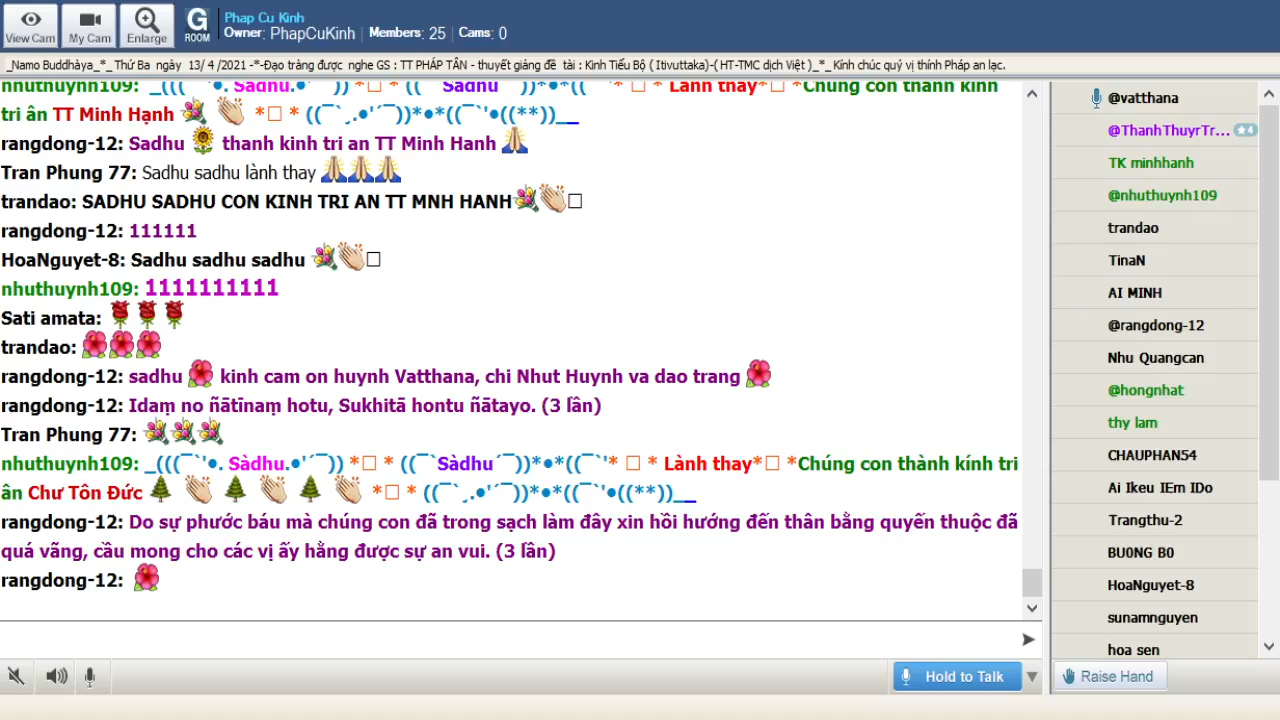 View Cam
My Cam
Enlarge
G
ROOM
Phap Cu Kinh
Owner: PhapCuKinh | Members: 25 | Cams: 0
_Namo Buddhàya_*_ Thứ Ba ngày 13/ 4 /2021 -*-Đạo tràng được nghe GS : TT PHÁP TÂN - thuyết giảng đề tài : Kinh Tiểu Bộ ( Itivuttaka)-( HT-TMC dịch Việt )_*_ Kính chúc quý vị thính Pháp an lạc.
nhuthuynh109: _(((¯`'•. Sàdhu.•'´¯)) *□ * ((¯`Sàdhu´¯))*•*((¯`'* □ * Lành thay*□ *Chúng con thành kính
tri ân TT Minh Hạnh 💐 👏 *□ * ((¯`¸.•'´¯))*•*((¯`'•((**))__
rangdong-12: Sadhu 🌻 thanh kinh tri an TT Minh Hanh 🙏
Tran Phung 77: Sadhu sadhu lành thay 🙏🙏🙏
trandao: SADHU SADHU CON KINH TRI AN TT MNH HANH💐👏□
rangdong-12: 111111
HoaNguyet-8: Sadhu sadhu sadhu 💐👏□
nhuthuynh109: 1111111111
Sati amata: 🌹🌹🌹
trandao: 🌺🌺🌺
rangdong-12: sadhu 🌺 kinh cam on huynh Vatthana, chi Nhut Huynh va dao trang 🌺
rangdong-12: Idaṃ no ñātīnaṃ hotu, Sukhitā hontu ñātayo. (3 lần)
Tran Phung 77: 💐💐💐
nhuthuynh109: _(((¯`'•. Sàdhu.•'´¯)) *□ * ((¯`Sàdhu´¯))*•*((¯`'* □ * Lành thay*□ *Chúng con thành kính tri
ân Chư Tôn Đức 🌲 👏 🌲 👏 🌲 👏 *□ * ((¯`¸.•'´¯))*•*((¯`'•((**))__
rangdong-12: Do sự phước báu mà chúng con đã trong sạch làm đây xin hồi hướng đến thân bằng quyến thuộc đã
quá vãng, cầu mong cho các vị ấy hằng được sự an vui. (3 lần)
rangdong-12: 🌺
Hold to Talk
@vatthana
@ThanhThuyrTr... ★4
TK minhhanh
@nhuthuynh109
trandao
TinaN
AI MINH
@rangdong-12
Nhu Quangcan
@hongnhat
thy lam
CHAUPHAN54
Ai Ikeu IEm IDo
Trangthu-2
BU0NG B0
HoaNguyet-8
sunamnguyen
hoa sen
Raise Hand